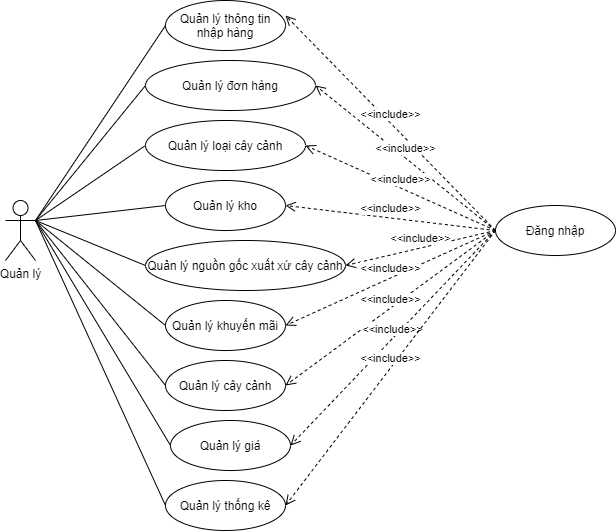 Quản lý thông tin
nhập hàng
Quản lý đơn hàng
<<include>>
<<include>>
Quản lý loại cây cảnh
<<include>>
Quản lý kho
<<include>>
Đăng nhập
<<include>>
Quản lý
Quản lý nguồn gốc xuất xứ cây cảnh
<<include>>
<<include>>
Quản lý khuyến mãi
<<include>>
<<include>>
Quản lý cây cảnh
Quản lý giá
Quản lý thống kê